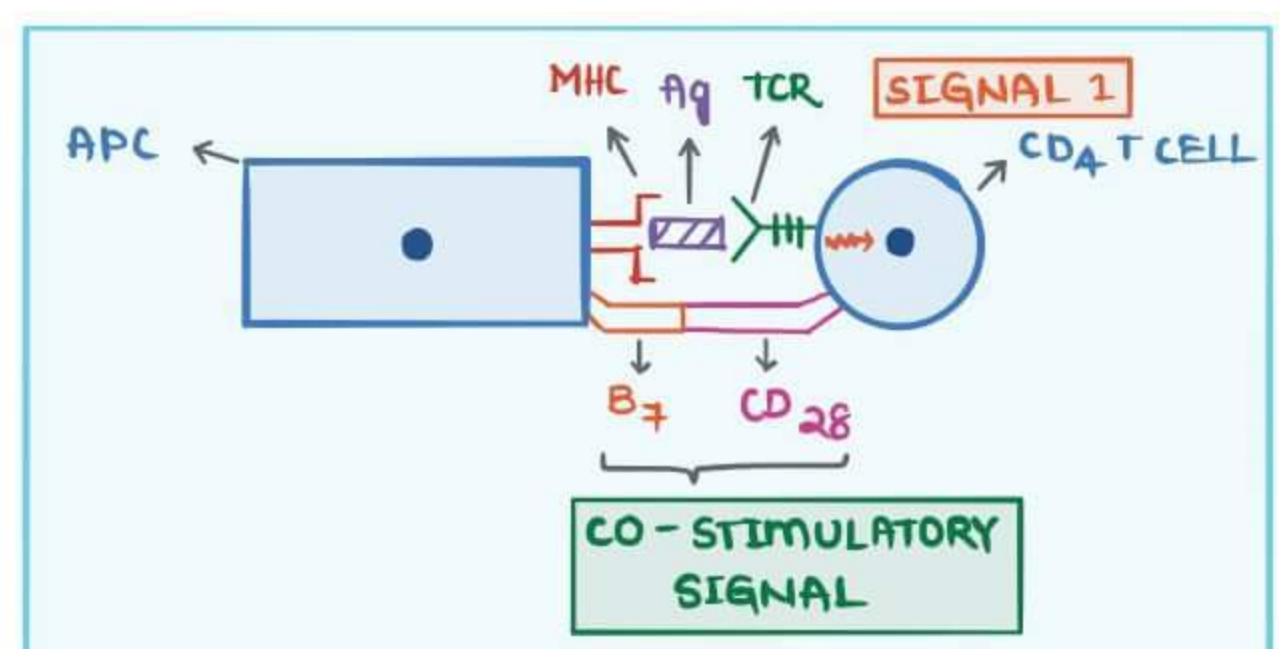 MHC Ag TCR SIGNAL 1
APC CD4 T CELL
B7 CD28
CO-STIMULATORY
SIGNAL